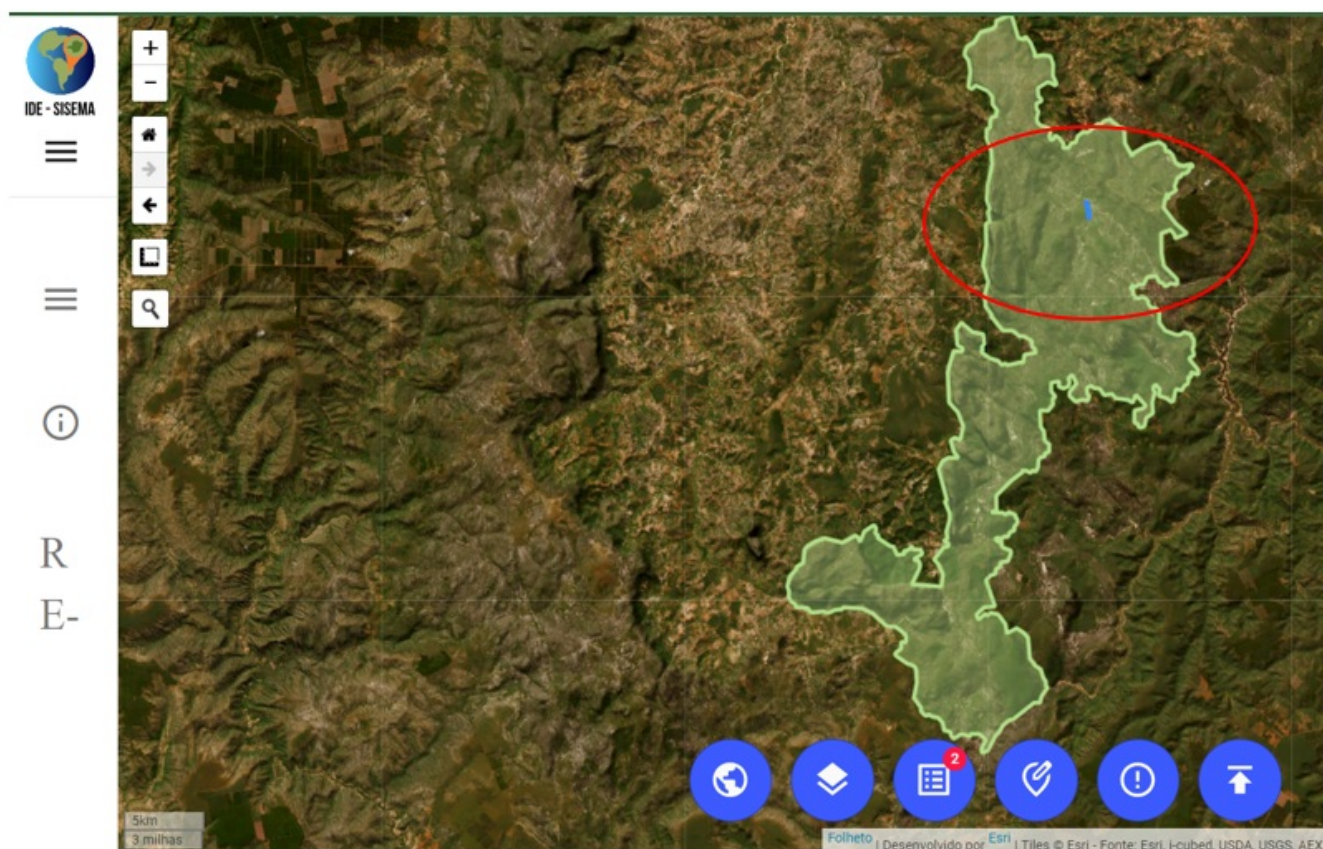 IDE - SISEMA
+
−
R
E-
2
5km
3 milhas
Folheto | Desenvolvido por Esri | Tiles © Esri - Fonte: Esri, i-cubed, USDA, USGS, AEX